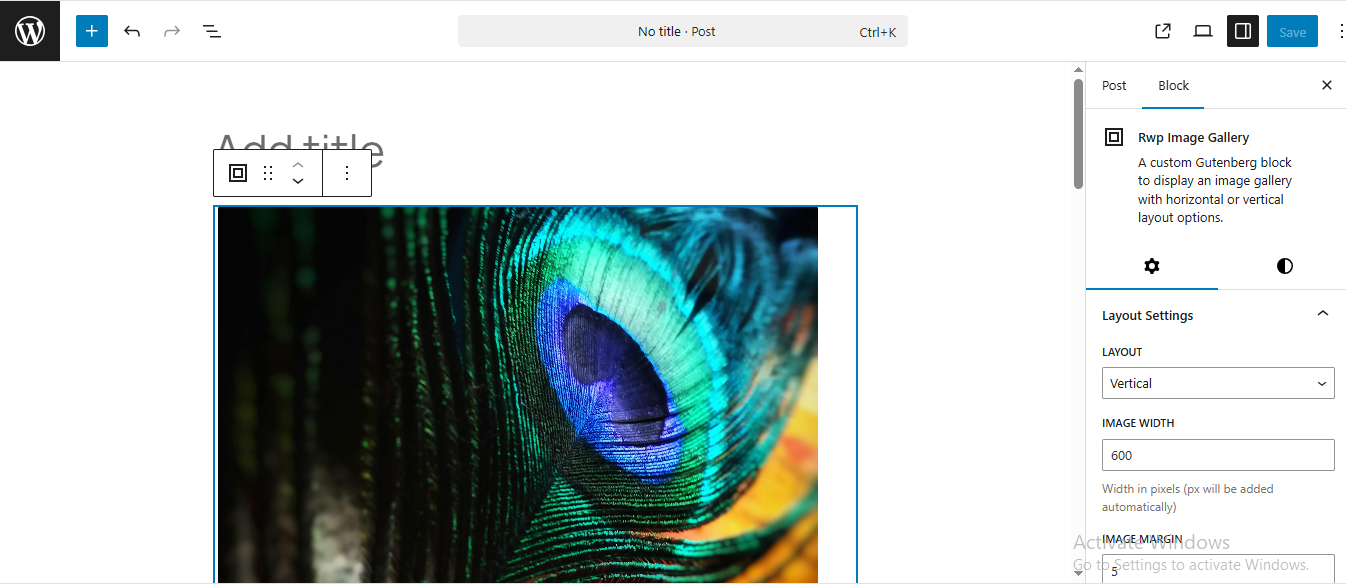 No title · Post
Ctrl+K
Save
Add title
Post
Block
Rwp Image Gallery
A custom Gutenberg block
to display an image gallery
with horizontal or vertical
layout options.
Layout Settings
LAYOUT
Vertical
IMAGE WIDTH
600
Width in pixels (px will be added
automatically)
IMAGE MARGIN
5
Activate Windows
Go to Settings to activate Windows.